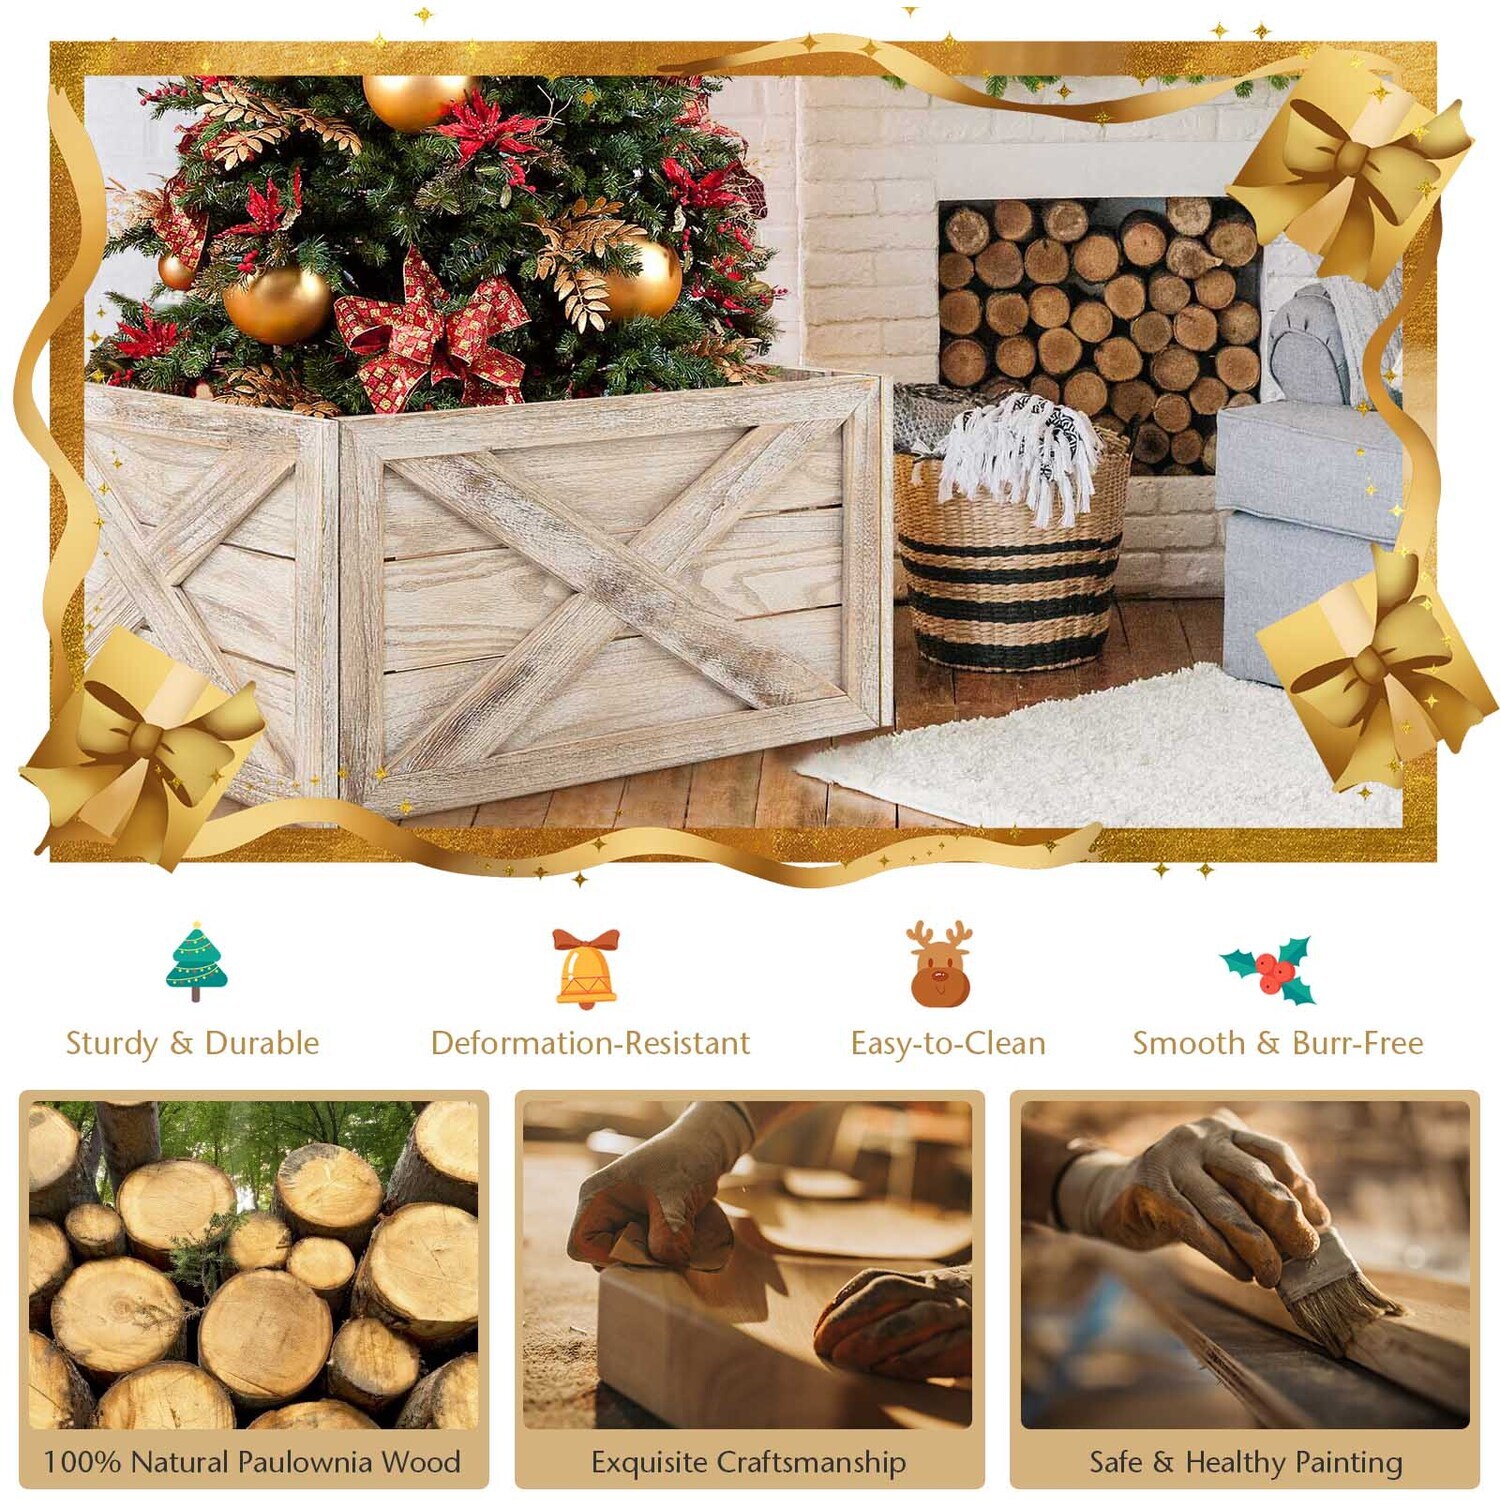 Sturdy & Durable
Deformation-Resistant
Easy-to-Clean
Smooth & Burr-Free
100% Natural Paulownia Wood
Exquisite Craftsmanship
Safe & Healthy Painting